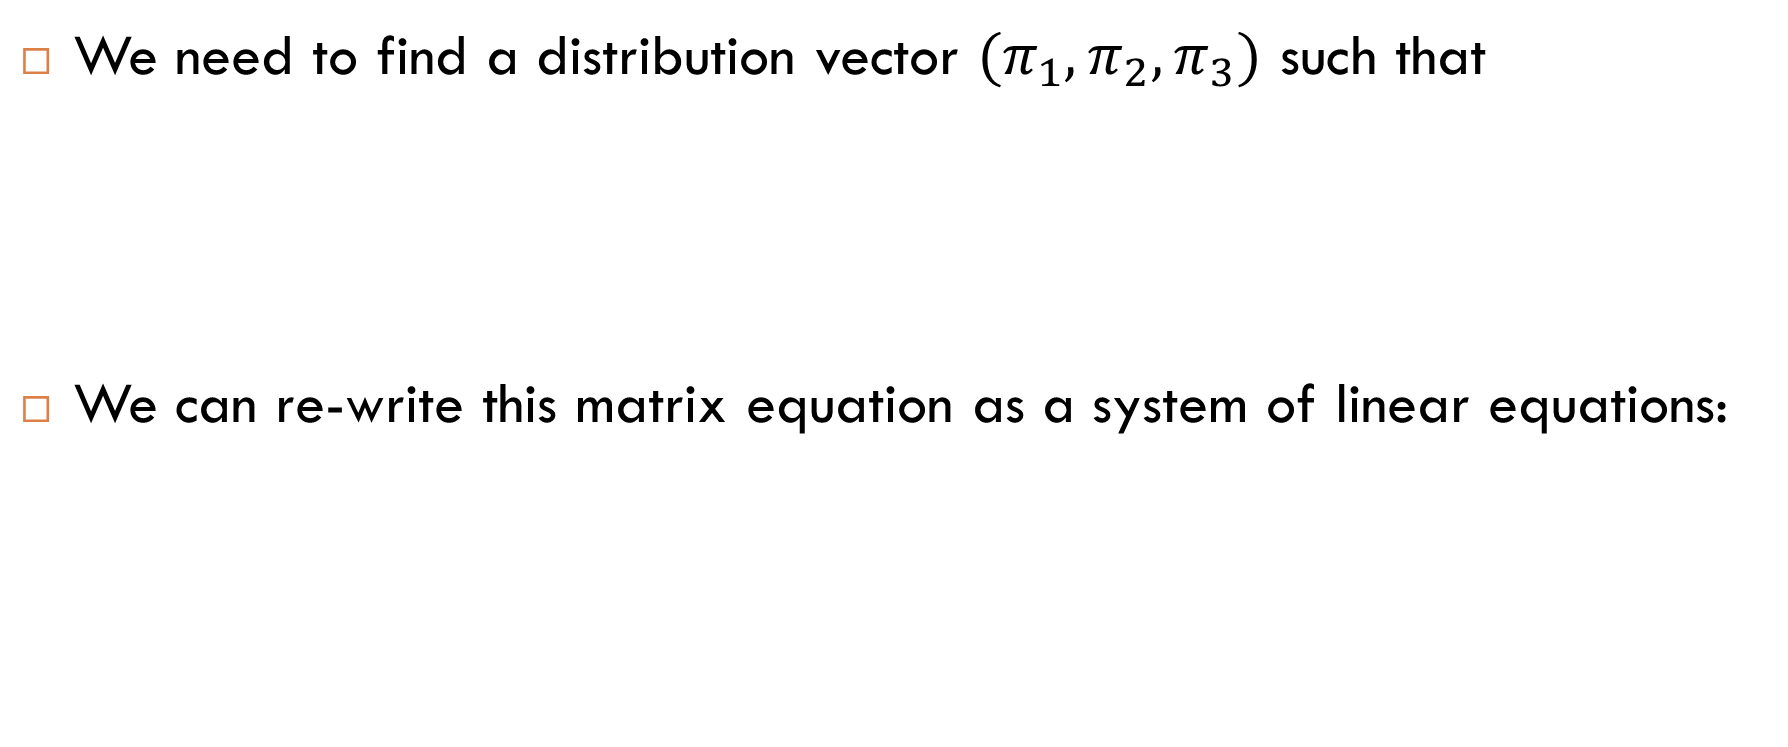 We need to find a distribution vector (π₁, π₂, π₃) such that
We can re-write this matrix equation as a system of linear equations: